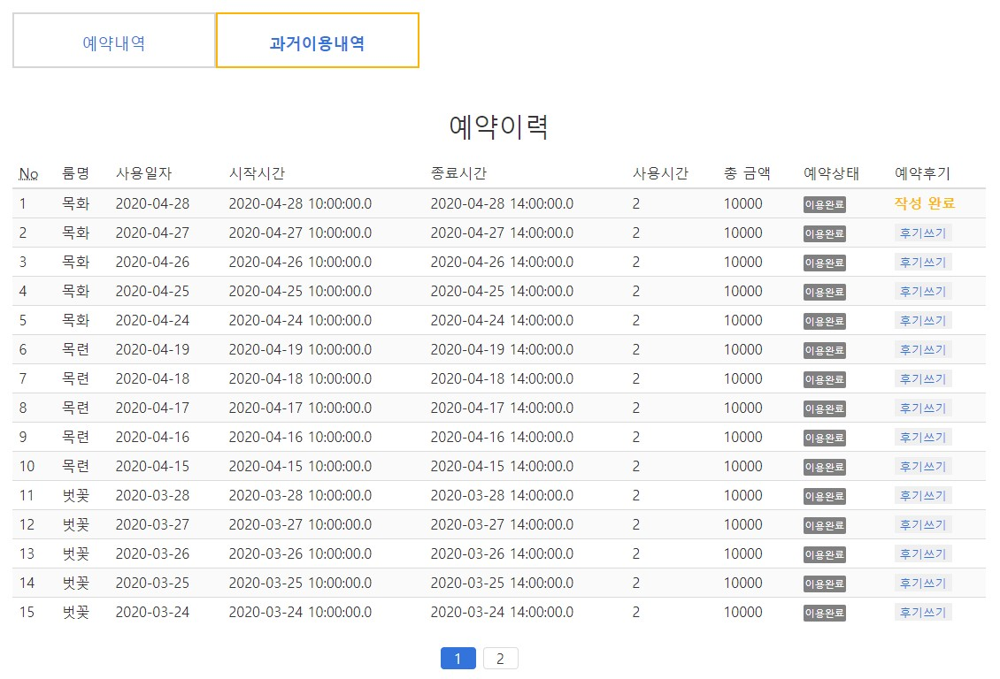 예약내역 과거이용내역
예약이력
No 룸명 사용일자 시작시간 종료시간 사용시간 총 금액 예약상태 예약후기
1 목화 2020-04-28 2020-04-28 10:00:00.0 2020-04-28 14:00:00.0 2 10000 이용완료 작성 완료
2 목화 2020-04-27 2020-04-27 10:00:00.0 2020-04-27 14:00:00.0 2 10000 이용완료 후기쓰기
3 목화 2020-04-26 2020-04-26 10:00:00.0 2020-04-26 14:00:00.0 2 10000 이용완료 후기쓰기
4 목화 2020-04-25 2020-04-25 10:00:00.0 2020-04-25 14:00:00.0 2 10000 이용완료 후기쓰기
5 목화 2020-04-24 2020-04-24 10:00:00.0 2020-04-24 14:00:00.0 2 10000 이용완료 후기쓰기
6 목련 2020-04-19 2020-04-19 10:00:00.0 2020-04-19 14:00:00.0 2 10000 이용완료 후기쓰기
7 목련 2020-04-18 2020-04-18 10:00:00.0 2020-04-18 14:00:00.0 2 10000 이용완료 후기쓰기
8 목련 2020-04-17 2020-04-17 10:00:00.0 2020-04-17 14:00:00.0 2 10000 이용완료 후기쓰기
9 목련 2020-04-16 2020-04-16 10:00:00.0 2020-04-16 14:00:00.0 2 10000 이용완료 후기쓰기
10 목련 2020-04-15 2020-04-15 10:00:00.0 2020-04-15 14:00:00.0 2 10000 이용완료 후기쓰기
11 벚꽃 2020-03-28 2020-03-28 10:00:00.0 2020-03-28 14:00:00.0 2 10000 이용완료 후기쓰기
12 벚꽃 2020-03-27 2020-03-27 10:00:00.0 2020-03-27 14:00:00.0 2 10000 이용완료 후기쓰기
13 벚꽃 2020-03-26 2020-03-26 10:00:00.0 2020-03-26 14:00:00.0 2 10000 이용완료 후기쓰기
14 벚꽃 2020-03-25 2020-03-25 10:00:00.0 2020-03-25 14:00:00.0 2 10000 이용완료 후기쓰기
15 벚꽃 2020-03-24 2020-03-24 10:00:00.0 2020-03-24 14:00:00.0 2 10000 이용완료 후기쓰기
1 2